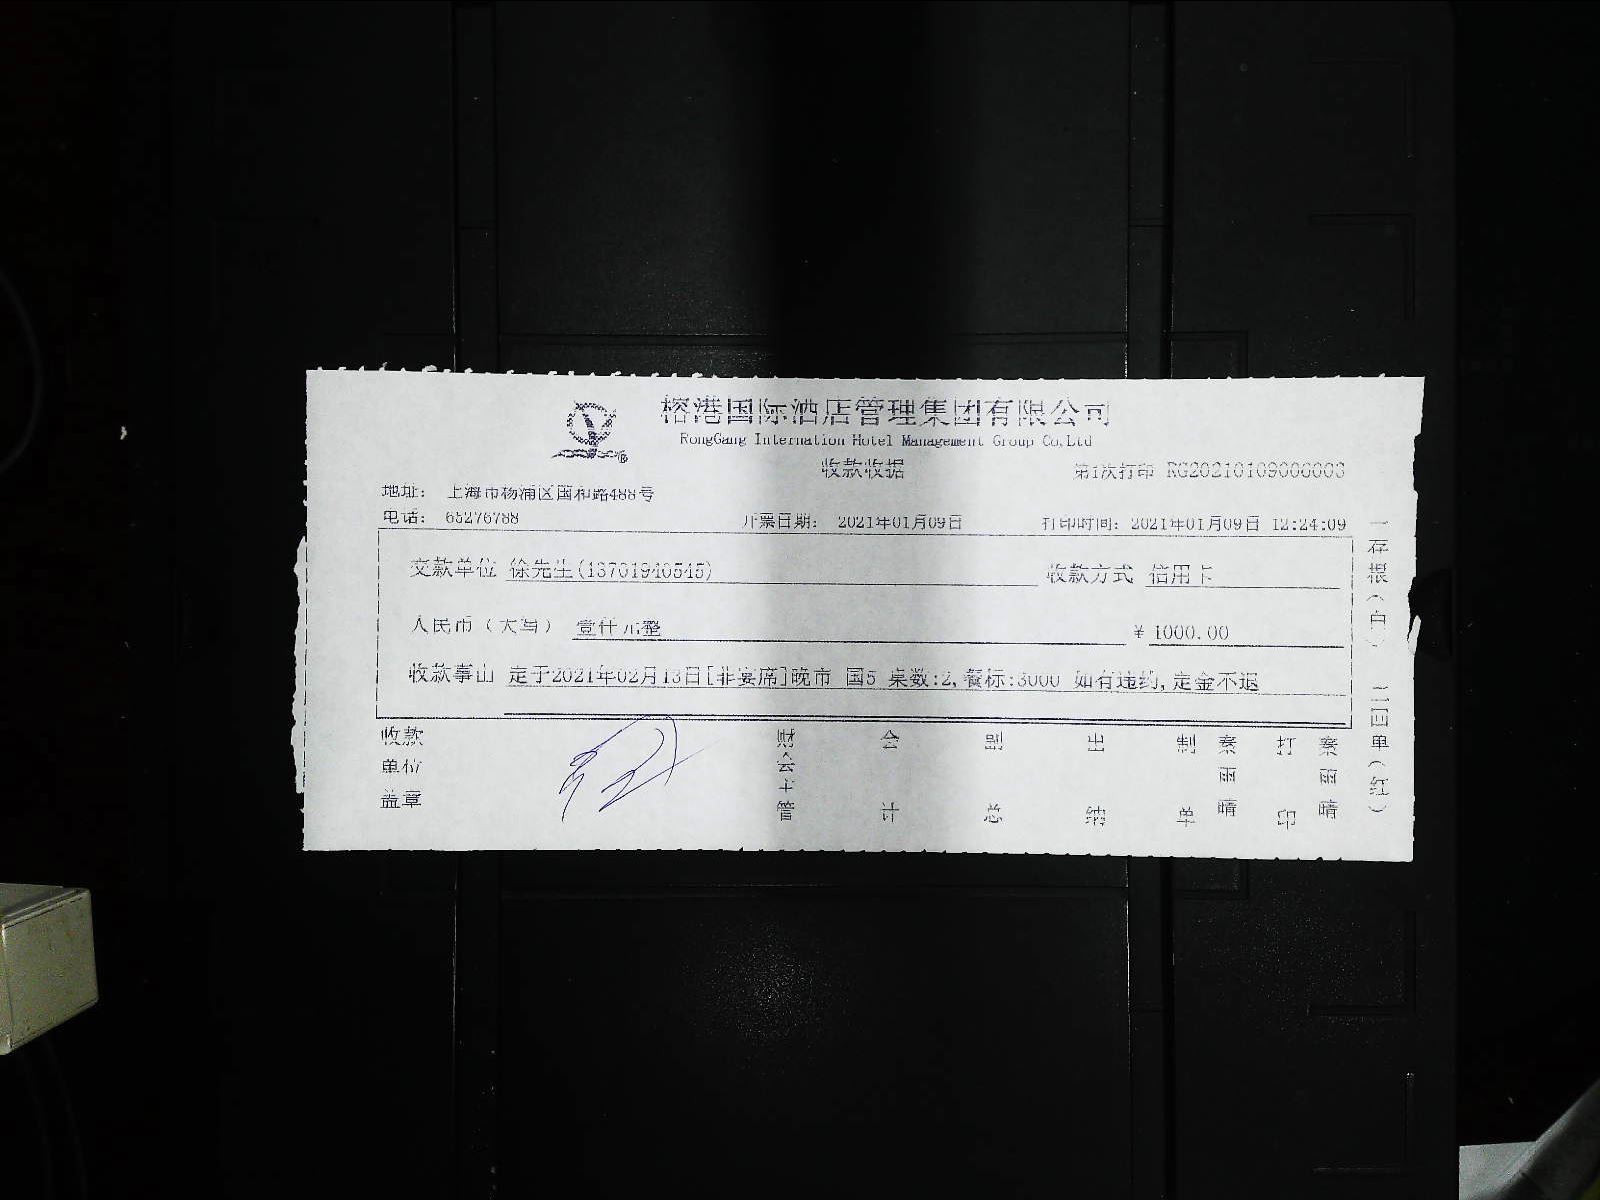 榕港国际酒店管理集团有限公司
RongGang Internation Hotel Management Group Co,Ltd
收款收据
第1次打印 RG20210109000003
地址: 上海市杨浦区国和路488号
电话: 65276788
开票日期: 2021年01月09日
打印时间: 2021年01月09日 12:24:09
交款单位 徐先生(13701940545)
收款方式 信用卡
人民币（大写） 壹仟元整
¥ 1000.00
收款事由 定于2021年02月13日[非宴席]晚市 国5 桌数:2,餐标:3000 如有违约,定金不退
收款单位盖章
财会主管
会计
副总
出纳
制单
秦雨晴
打印
秦雨晴
一存根(白) 二四单(红)